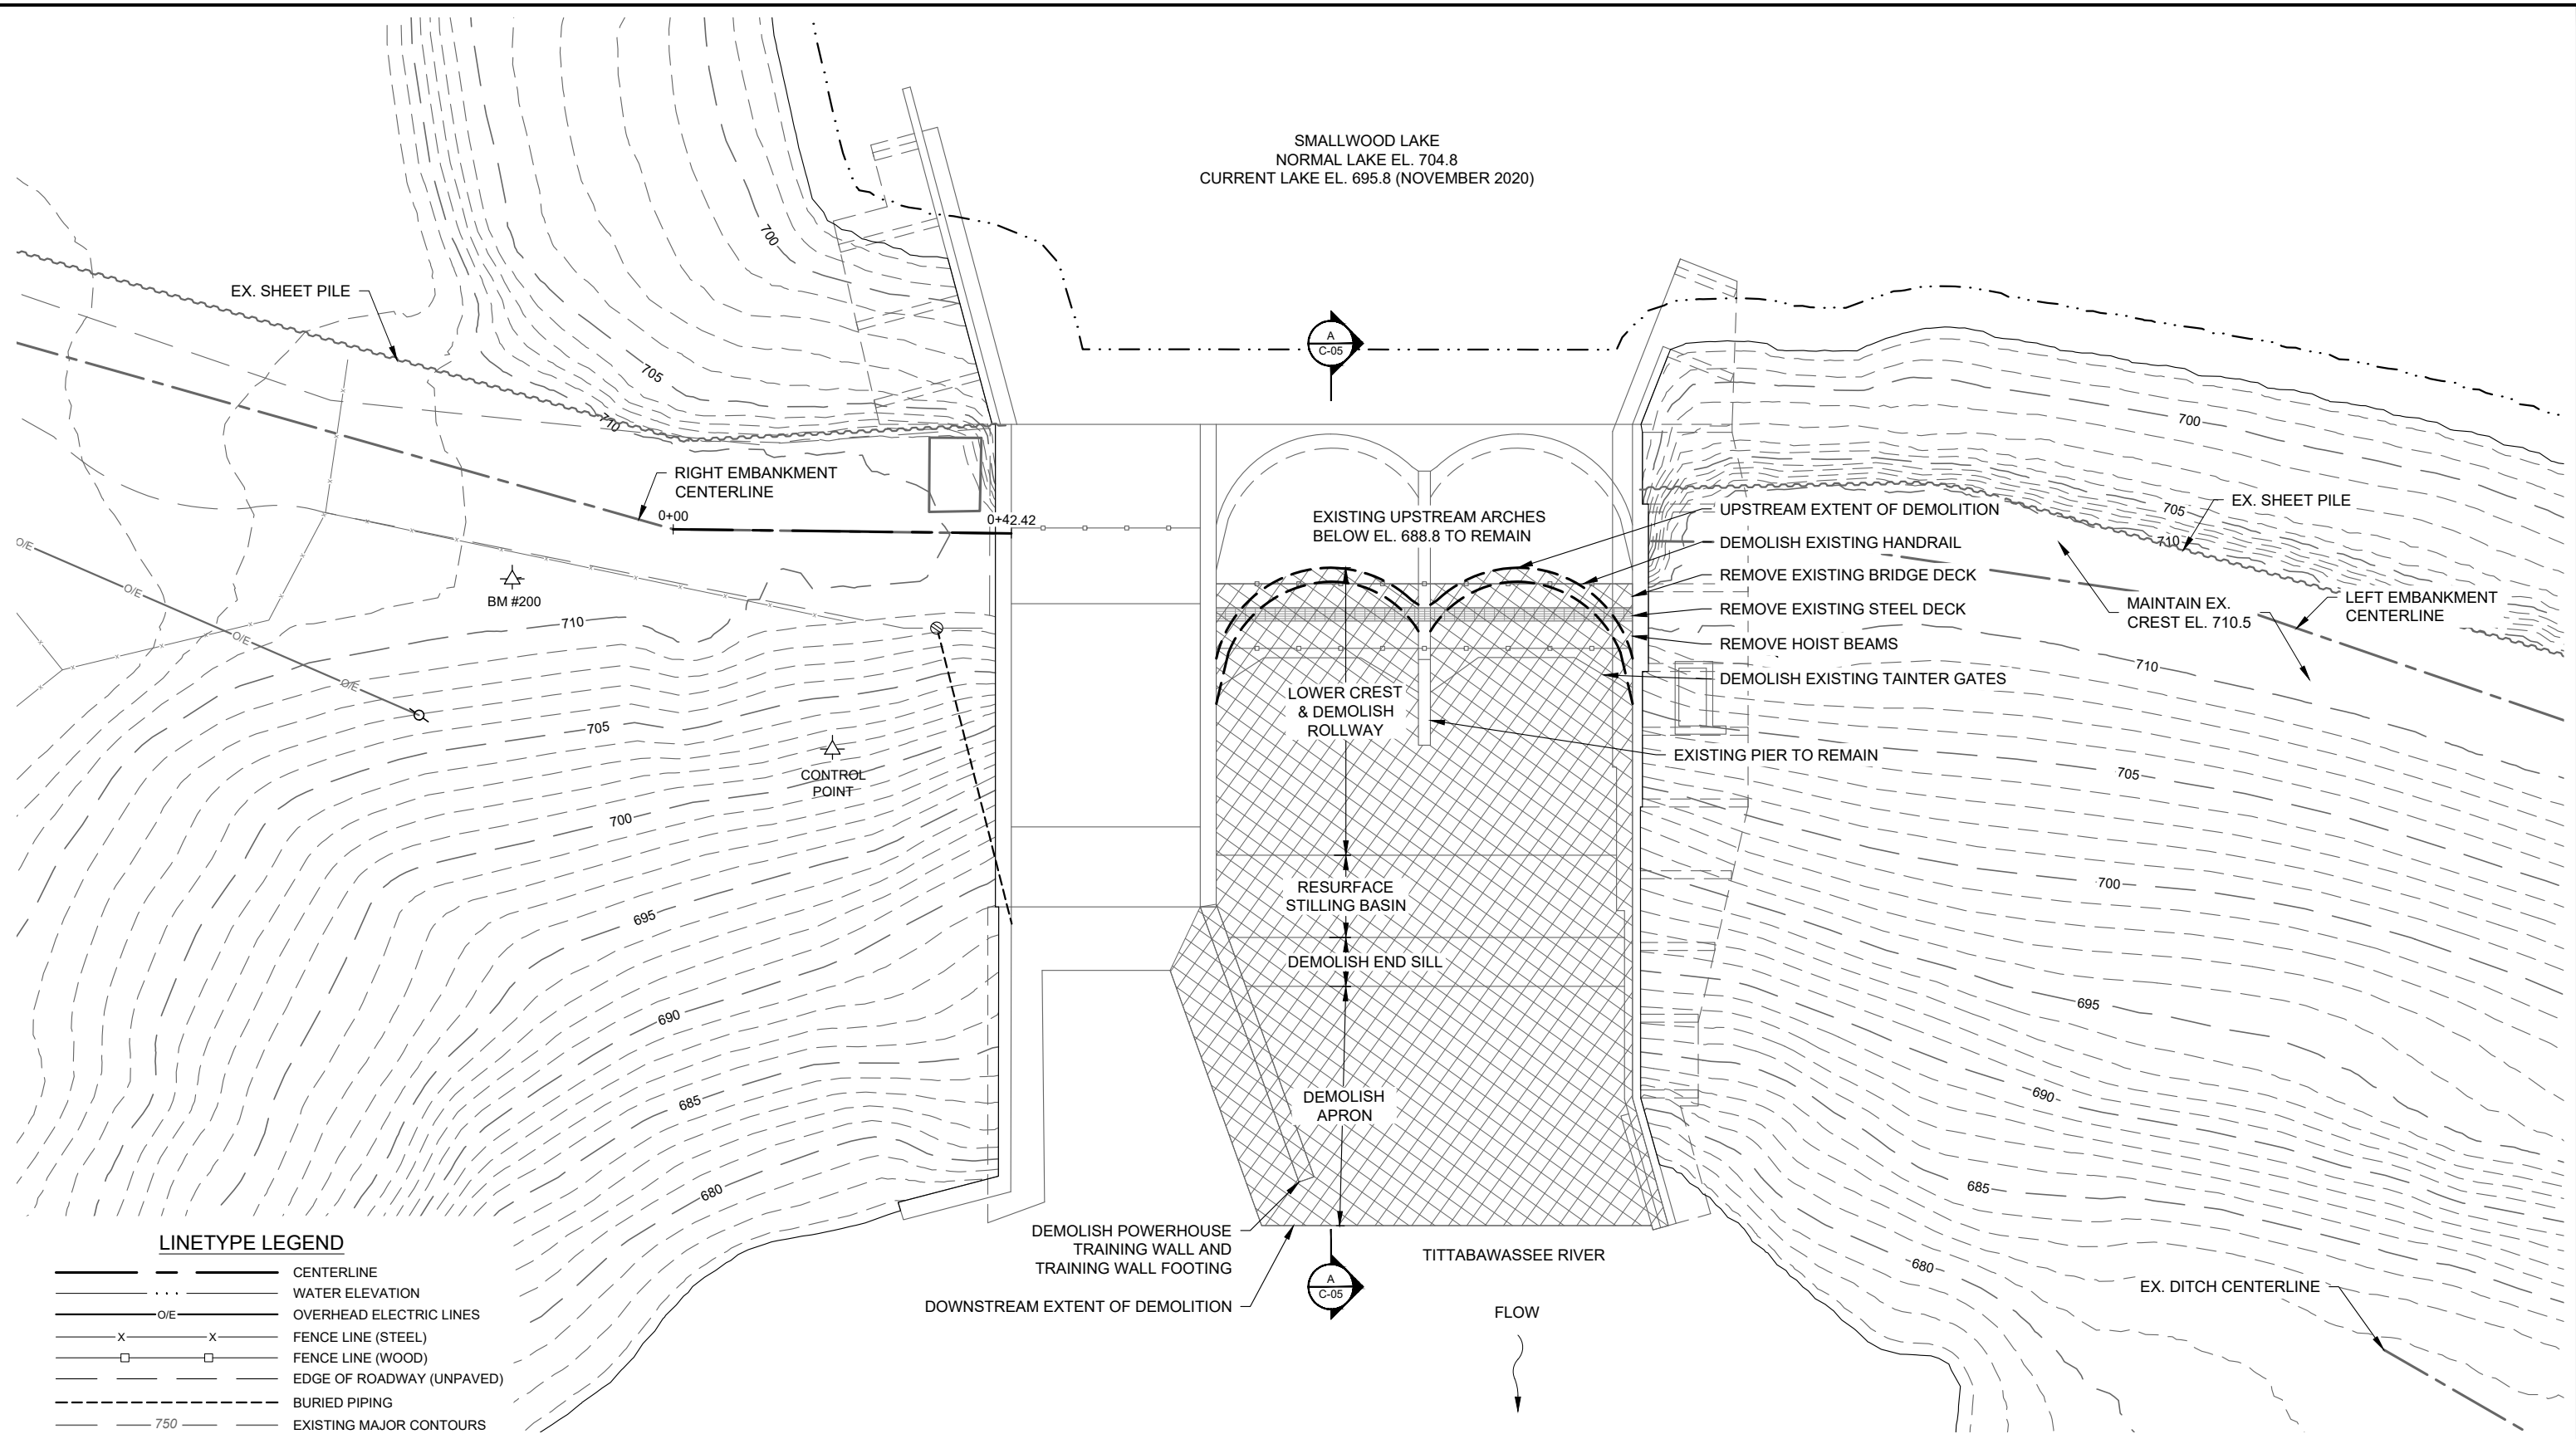 SMALLWOOD LAKE
NORMAL LAKE EL. 704.8
CURRENT LAKE EL. 695.8 (NOVEMBER 2020)
700
EX. SHEET PILE
A
C-05
705
710
700
RIGHT EMBANKMENT
CENTERLINE
0+00
0+42.42
EXISTING UPSTREAM ARCHES
BELOW EL. 688.8 TO REMAIN
UPSTREAM EXTENT OF DEMOLITION
DEMOLISH EXISTING HANDRAIL
REMOVE EXISTING BRIDGE DECK
REMOVE EXISTING STEEL DECK
REMOVE HOIST BEAMS
DEMOLISH EXISTING TAINTER GATES
EXISTING PIER TO REMAIN
705
EX. SHEET PILE
710
MAINTAIN EX.
CREST EL. 710.5
LEFT EMBANKMENT
CENTERLINE
O/E
O/E
O/E
O/E
BM #200
710
710
705
CONTROL
POINT
700
695
690
685
680
LOWER CREST
& DEMOLISH
ROLLWAY
RESURFACE
STILLING BASIN
DEMOLISH END SILL
DEMOLISH
APRON
705
700
695
690
685
680
DEMOLISH POWERHOUSE
TRAINING WALL AND
TRAINING WALL FOOTING
DOWNSTREAM EXTENT OF DEMOLITION
A
C-05
TITTABAWASSEE RIVER
FLOW
EX. DITCH CENTERLINE
LINETYPE LEGEND
CENTERLINE
WATER ELEVATION
O/E OVERHEAD ELECTRIC LINES
X X FENCE LINE (STEEL)
FENCE LINE (WOOD)
EDGE OF ROADWAY (UNPAVED)
BURIED PIPING
750 EXISTING MAJOR CONTOURS